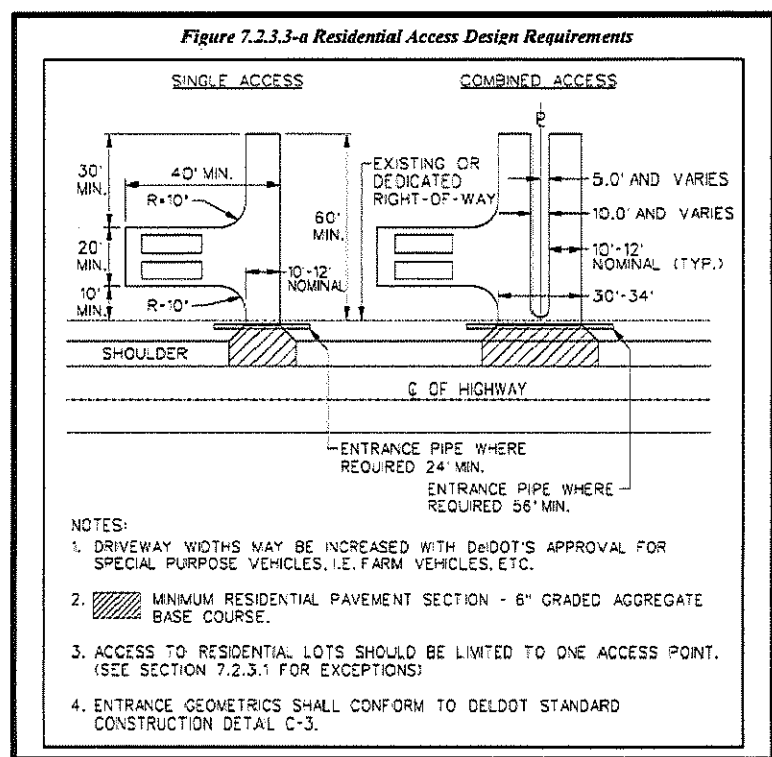 Figure 7.2.3.3-a Residential Access Design Requirements
SINGLE ACCESS
COMBINED ACCESS
30'
MIN.
40' MIN.
R=10'
20'
MIN.
10'
MIN.
R=10'
60'
MIN.
10'-12'
NOMINAL
EXISTING OR
DEDICATED
RIGHT-OF-WAY
5.0' AND VARIES
10.0' AND VARIES
10'-12'
NOMINAL (TYP.)
30'-34'
SHOULDER
℄ OF HIGHWAY
ENTRANCE PIPE WHERE
REQUIRED 24' MIN.
ENTRANCE PIPE WHERE
REQUIRED 56' MIN.
NOTES:
1. DRIVEWAY WIDTHS MAY BE INCREASED WITH DelDOT'S APPROVAL FOR
SPECIAL PURPOSE VEHICLES, I.E. FARM VEHICLES, ETC.
2. MINIMUM RESIDENTIAL PAVEMENT SECTION - 6" GRADED AGGREGATE
BASE COURSE.
3. ACCESS TO RESIDENTIAL LOTS SHOULD BE LIMITED TO ONE ACCESS POINT.
(SEE SECTION 7.2.3.1 FOR EXCEPTIONS)
4. ENTRANCE GEOMETRICS SHALL CONFORM TO DELDOT STANDARD
CONSTRUCTION DETAIL C-3.